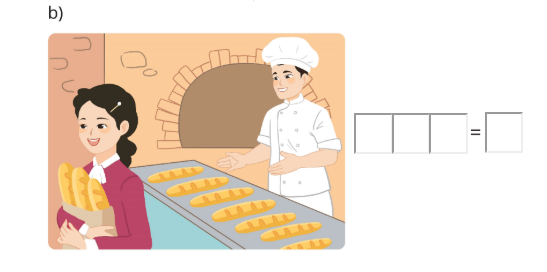 b)
=